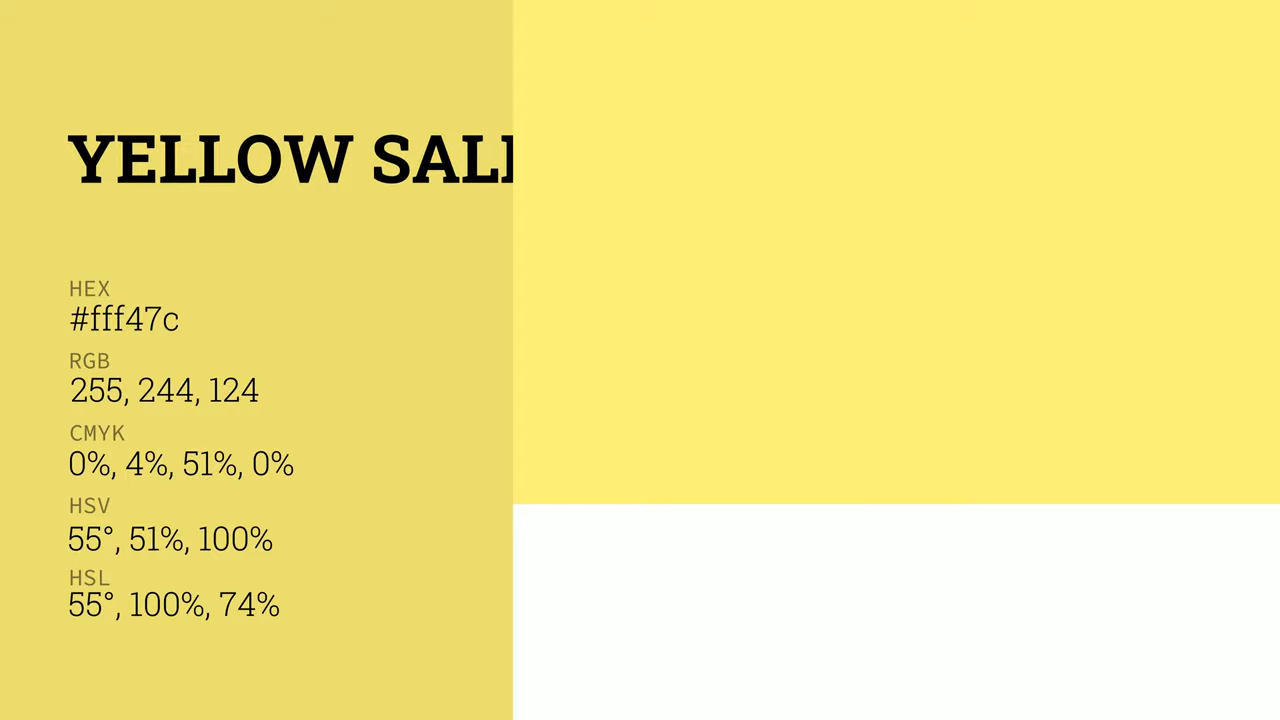 YELLOW SAL
HEX
#fff47c
RGB
255, 244, 124
CMYK
0%, 4%, 51%, 0%
HSV
55°, 51%, 100%
HSL
55°, 100%, 74%